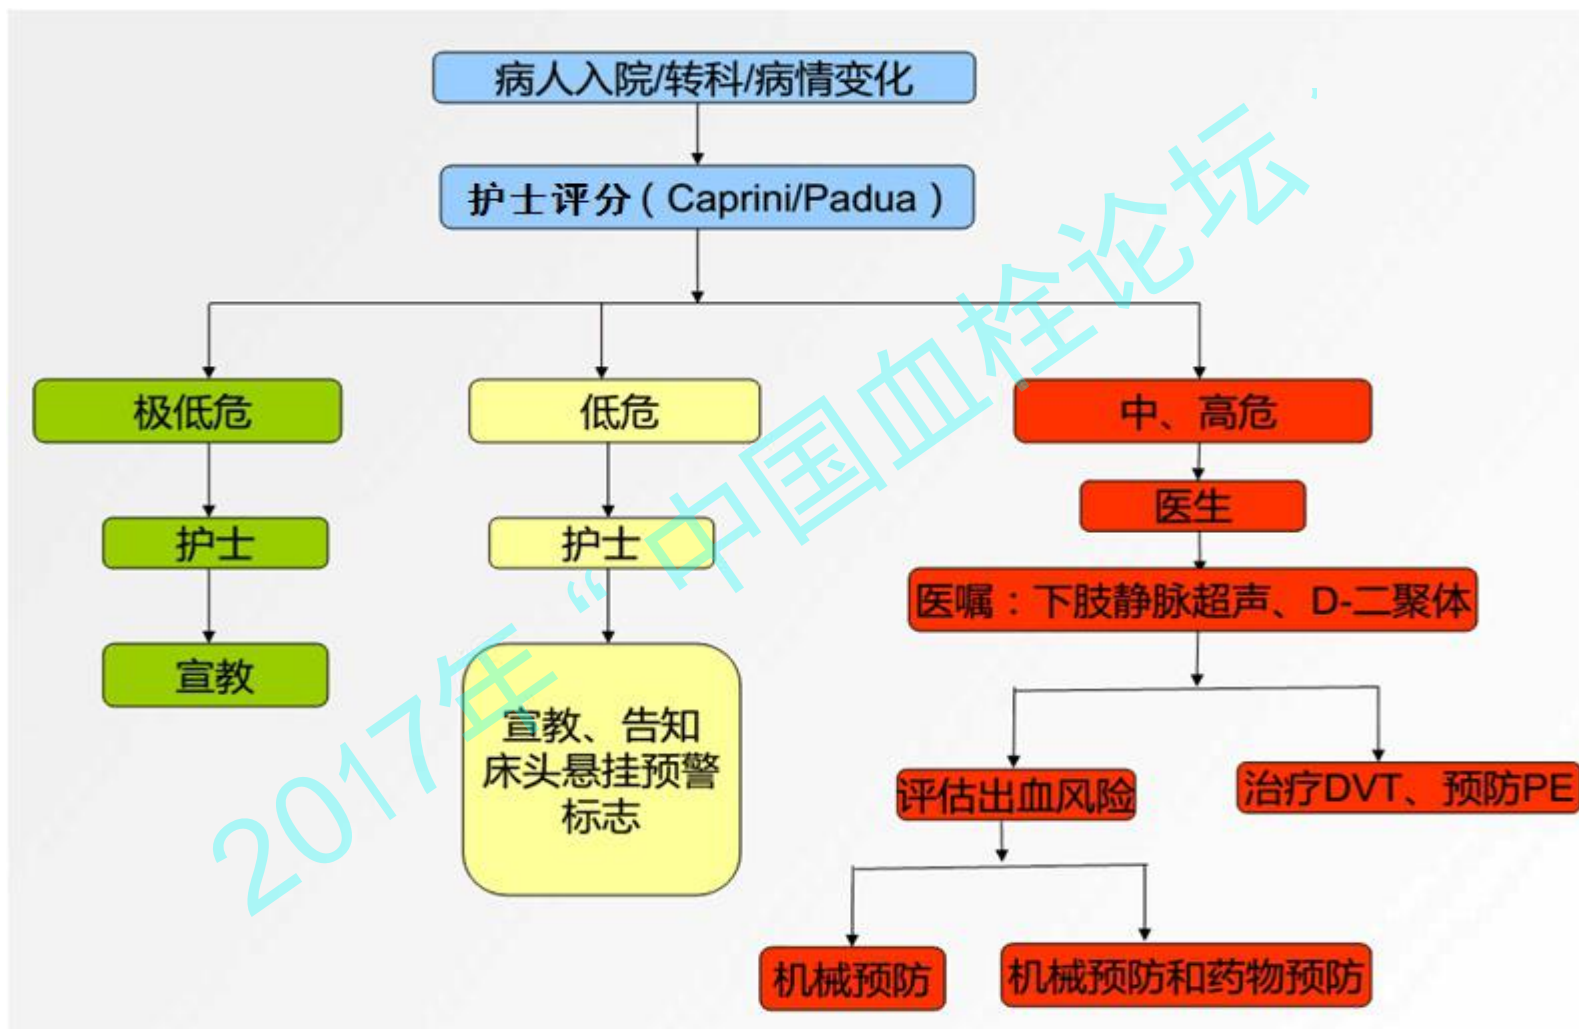 病人入院/转科/病情变化
护士评分（Caprini/Padua）
极低危
低危
中、高危
护士
护士
医生
医嘱：下肢静脉超声、D-二聚体
宣教
宣教、告知
床头悬挂预警
标志
评估出血风险
治疗DVT、预防PE
机械预防
机械预防和药物预防
2017年“中国血栓论坛’